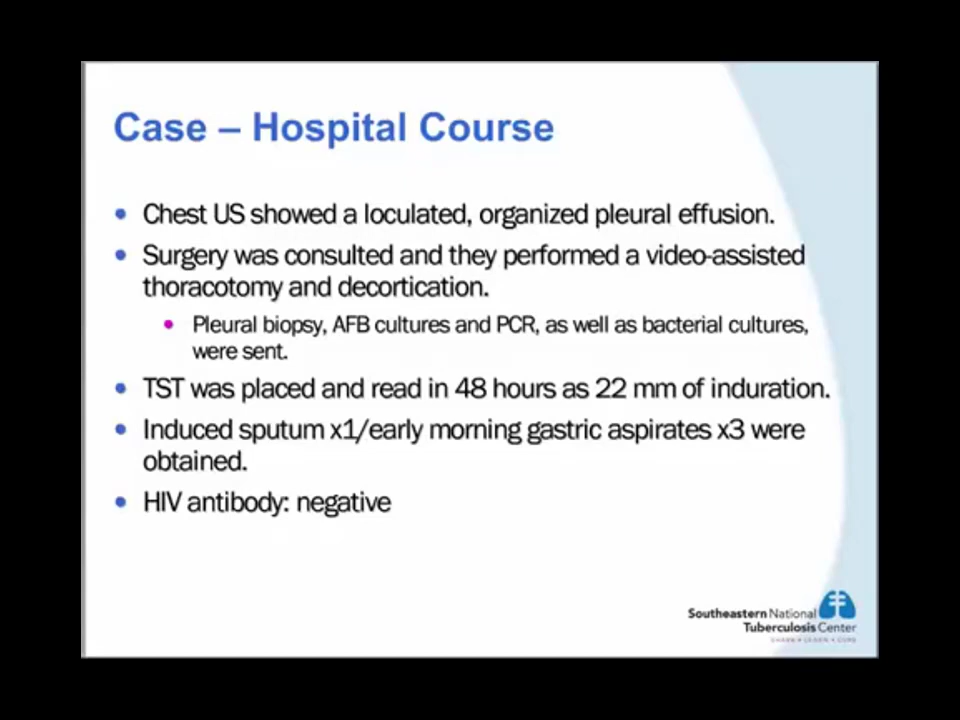 Case – Hospital Course
• Chest US showed a loculated, organized pleural effusion.
• Surgery was consulted and they performed a video-assisted
thoracotomy and decortication.
• Pleural biopsy, AFB cultures and PCR, as well as bacterial cultures,
were sent.
• TST was placed and read in 48 hours as 22 mm of induration.
• Induced sputum x1/early morning gastric aspirates x3 were
obtained.
• HIV antibody: negative
Southeastern National
Tuberculosis Center